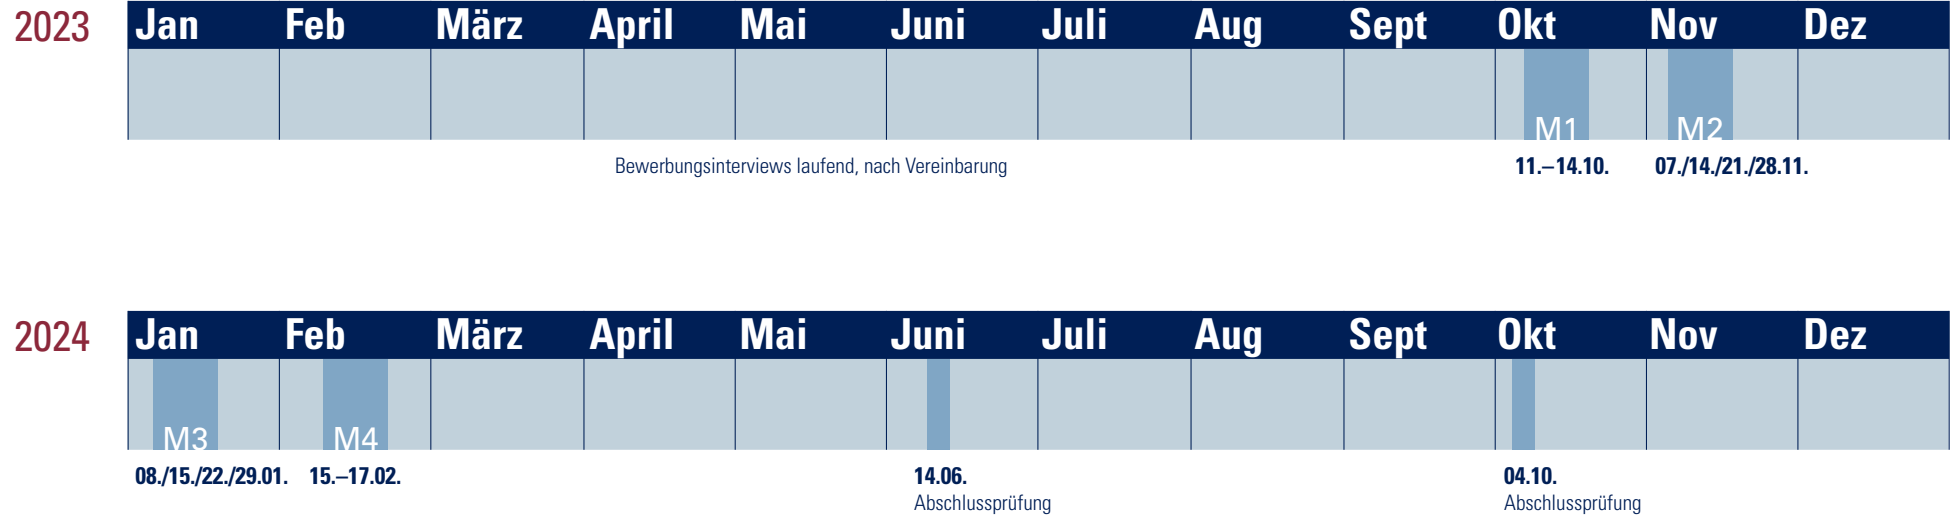 2023 Jan Feb März April Mai Juni Juli Aug Sept Okt Nov Dez
M1 M2
Bewerbungsinterviews laufend, nach Vereinbarung 11.–14.10. 07./14./21./28.11.
2024 Jan Feb März April Mai Juni Juli Aug Sept Okt Nov Dez
M3 M4
08./15./22./29.01. 15.–17.02. 14.06. 04.10.
Abschlussprüfung Abschlussprüfung